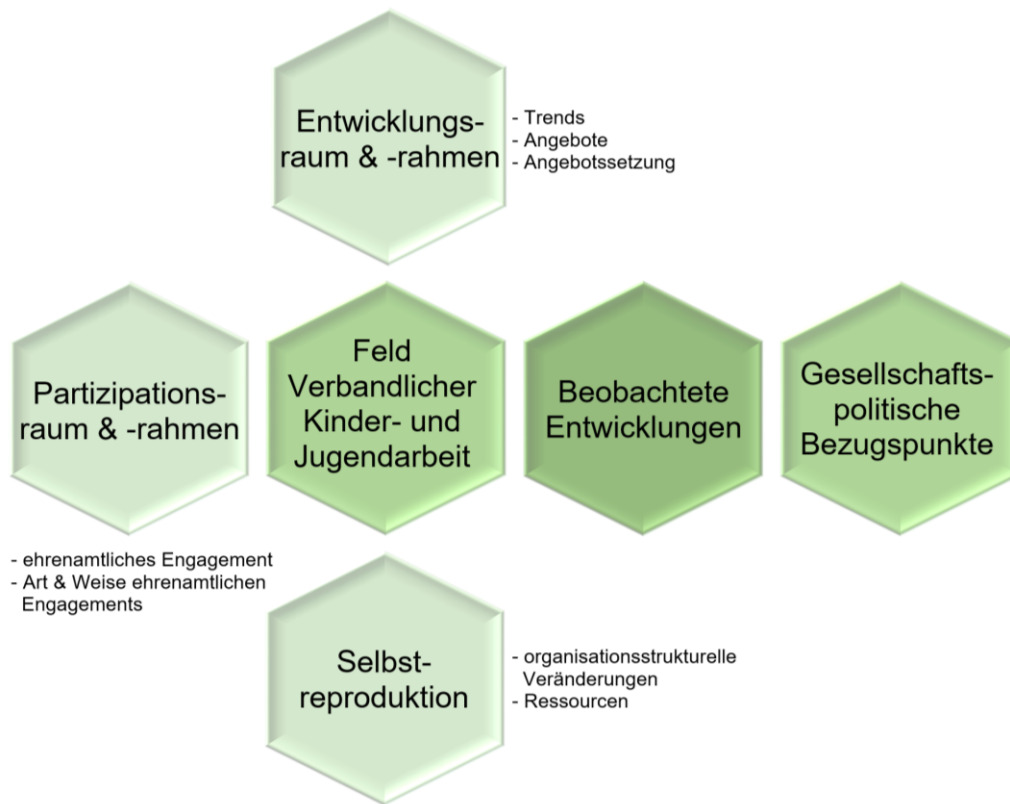 Entwicklungs-
raum & -rahmen
- Trends
- Angebote
- Angebotssetzung
Partizipations-
raum & -rahmen
- ehrenamtliches Engagement
- Art & Weise ehrenamtlichen
Engagements
Feld
Verbandlicher
Kinder- und
Jugendarbeit
Beobachtete
Entwicklungen
Gesellschafts-
politische
Bezugspunkte
Selbst-
reproduktion
- organisationsstrukturelle
Veränderungen
- Ressourcen